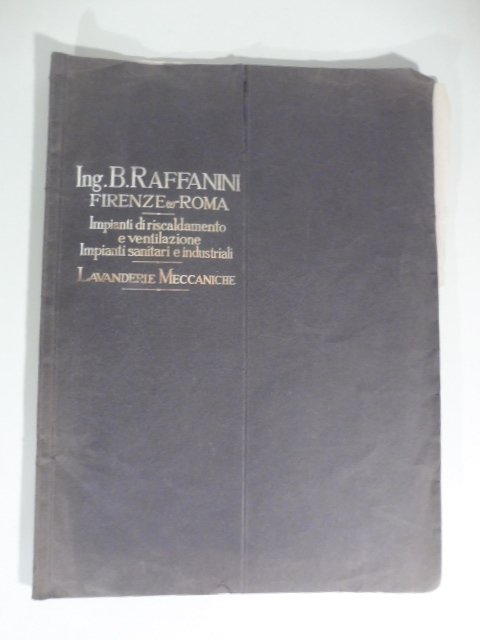 Ing. B. RAFFANINI
FIRENZE & ROMA
Impianti di riscaldamento
e ventilazione
Impianti sanitari e industriali
LAVANDERIE MECCANICHE